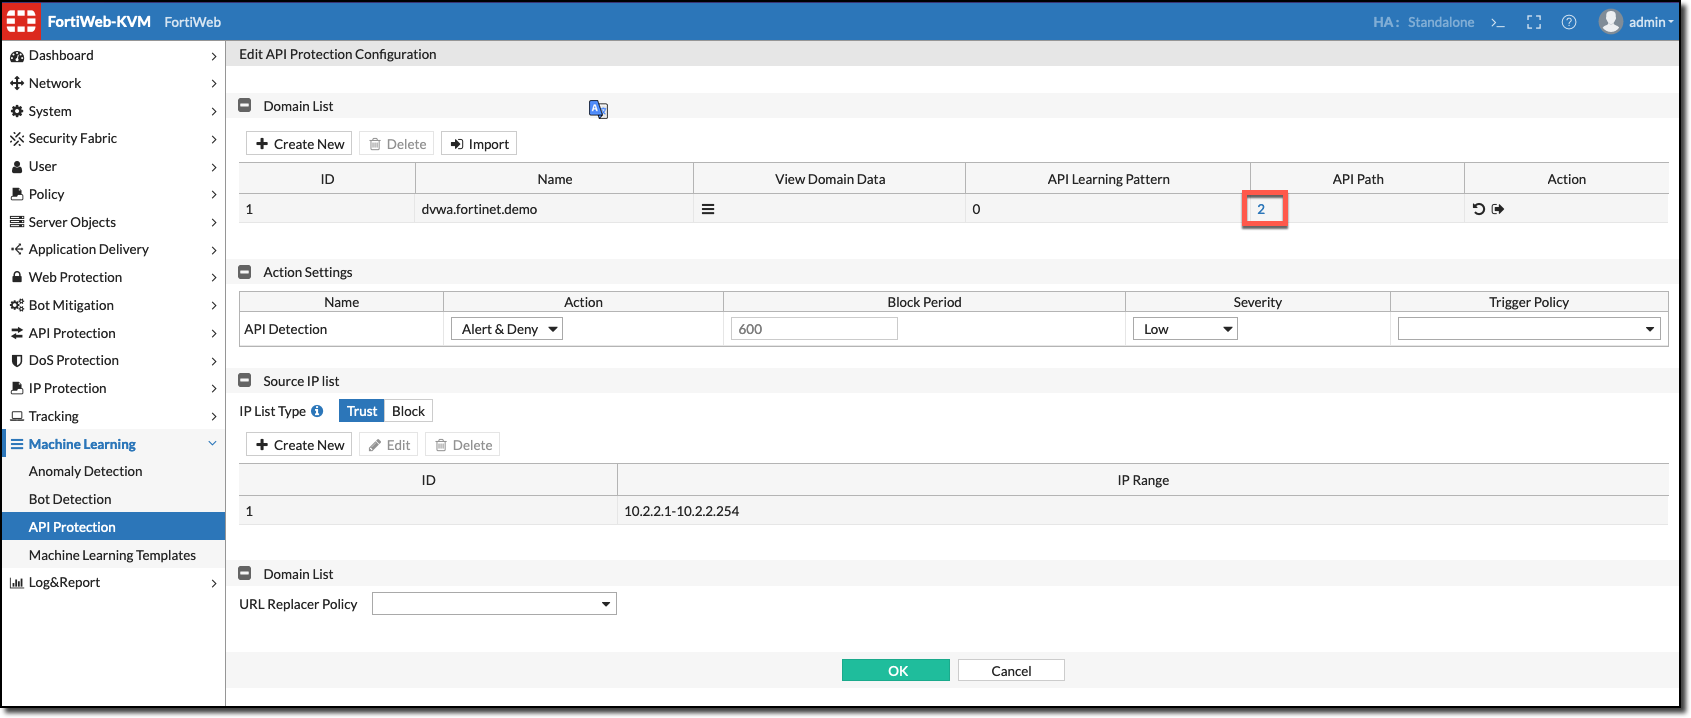 FortiWeb-KVM FortiWeb HA: Standalone >_ admin
Dashboard
Network
System
Security Fabric
User
Policy
Server Objects
Application Delivery
Web Protection
Bot Mitigation
API Protection
DoS Protection
IP Protection
Tracking
Machine Learning
Anomaly Detection
Bot Detection
API Protection
Machine Learning Templates
Log&Report
Edit API Protection Configuration
Domain List
Create New Delete Import
ID Name View Domain Data API Learning Pattern API Path Action
1 dvwa.fortinet.demo 0 2
Action Settings
Name Action Block Period Severity Trigger Policy
API Detection Alert & Deny 600 Low
Source IP list
IP List Type Trust Block
Create New Edit Delete
ID IP Range
1 10.2.2.1-10.2.2.254
Domain List
URL Replacer Policy
OK Cancel